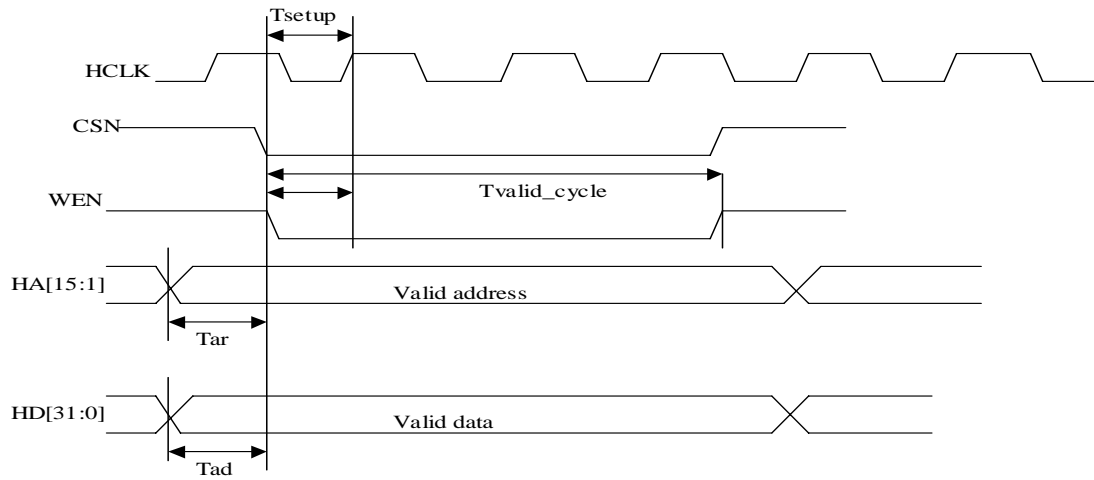 Tsetup
HCLK
CSN
Tvalid_cycle
WEN
HA[15:1]
Valid address
Tar
HD[31:0]
Valid data
Tad